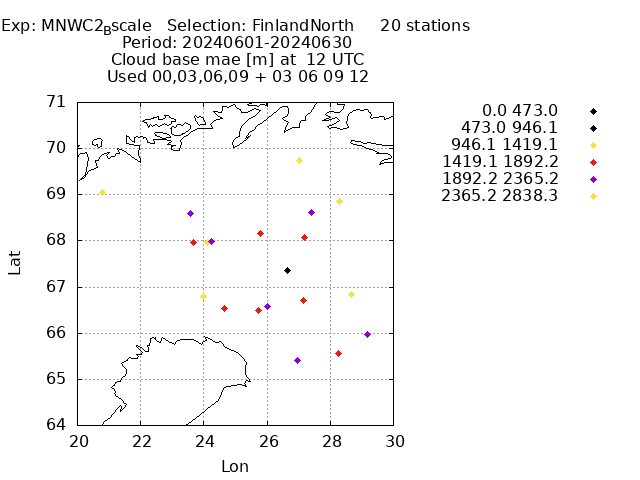 Exp: MNWC2_Bscale   Selection: FinlandNorth     20 stations
Period: 20240601-20240630
Cloud base mae [m] at  12 UTC
Used 00,03,06,09 + 03 06 09 12
0.0 473.0
473.0 946.1
946.1 1419.1
1419.1 1892.2
1892.2 2365.2
2365.2 2838.3
71
70
69
68
67
66
65
64
Lat
20 22 24 26 28 30
Lon